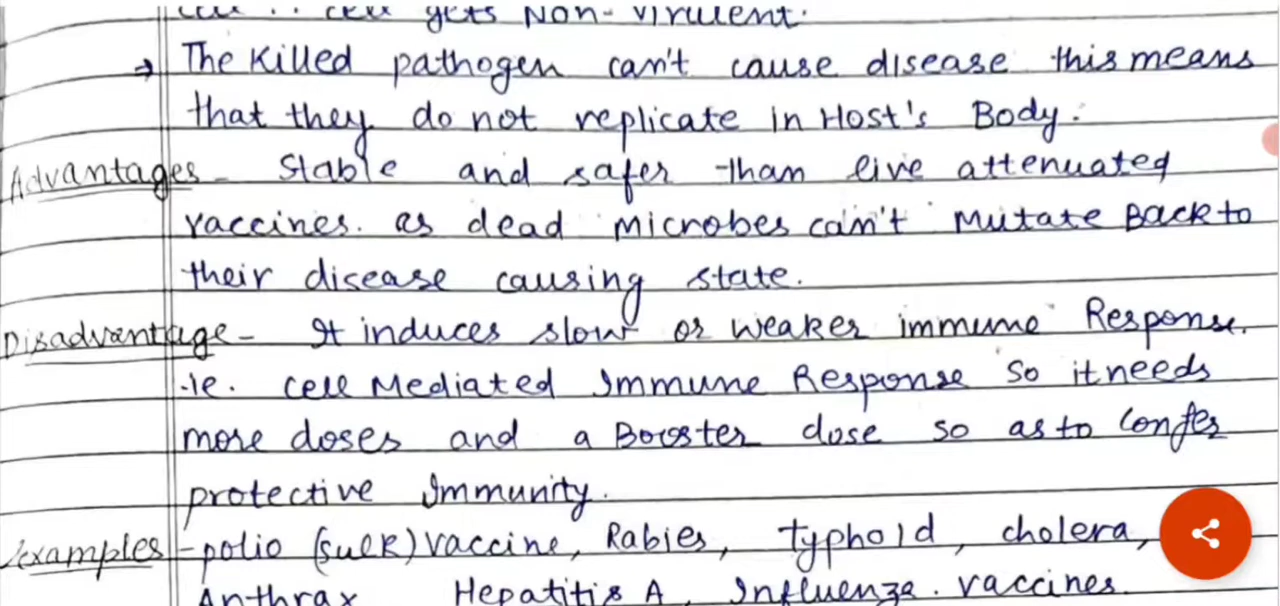 cell gets Non-virulent.
→ The Killed pathogen can't cause disease this means
that they do not replicate in Host's Body.
Advantages - Stable and safer than live attenuated
vaccines. as dead microbes can't Mutate Back to
their disease causing state.
Disadvantage - It induces slow or weaker immune Response.
.ie. cell Mediated Immune Response so it needs
more doses and a Booster dose so as to confer
protective Immunity.
examples - polio (Sulk) vaccine, Rabies, typhoid, cholera,
Anthrax Hepatitis A, Influenza. vaccines.